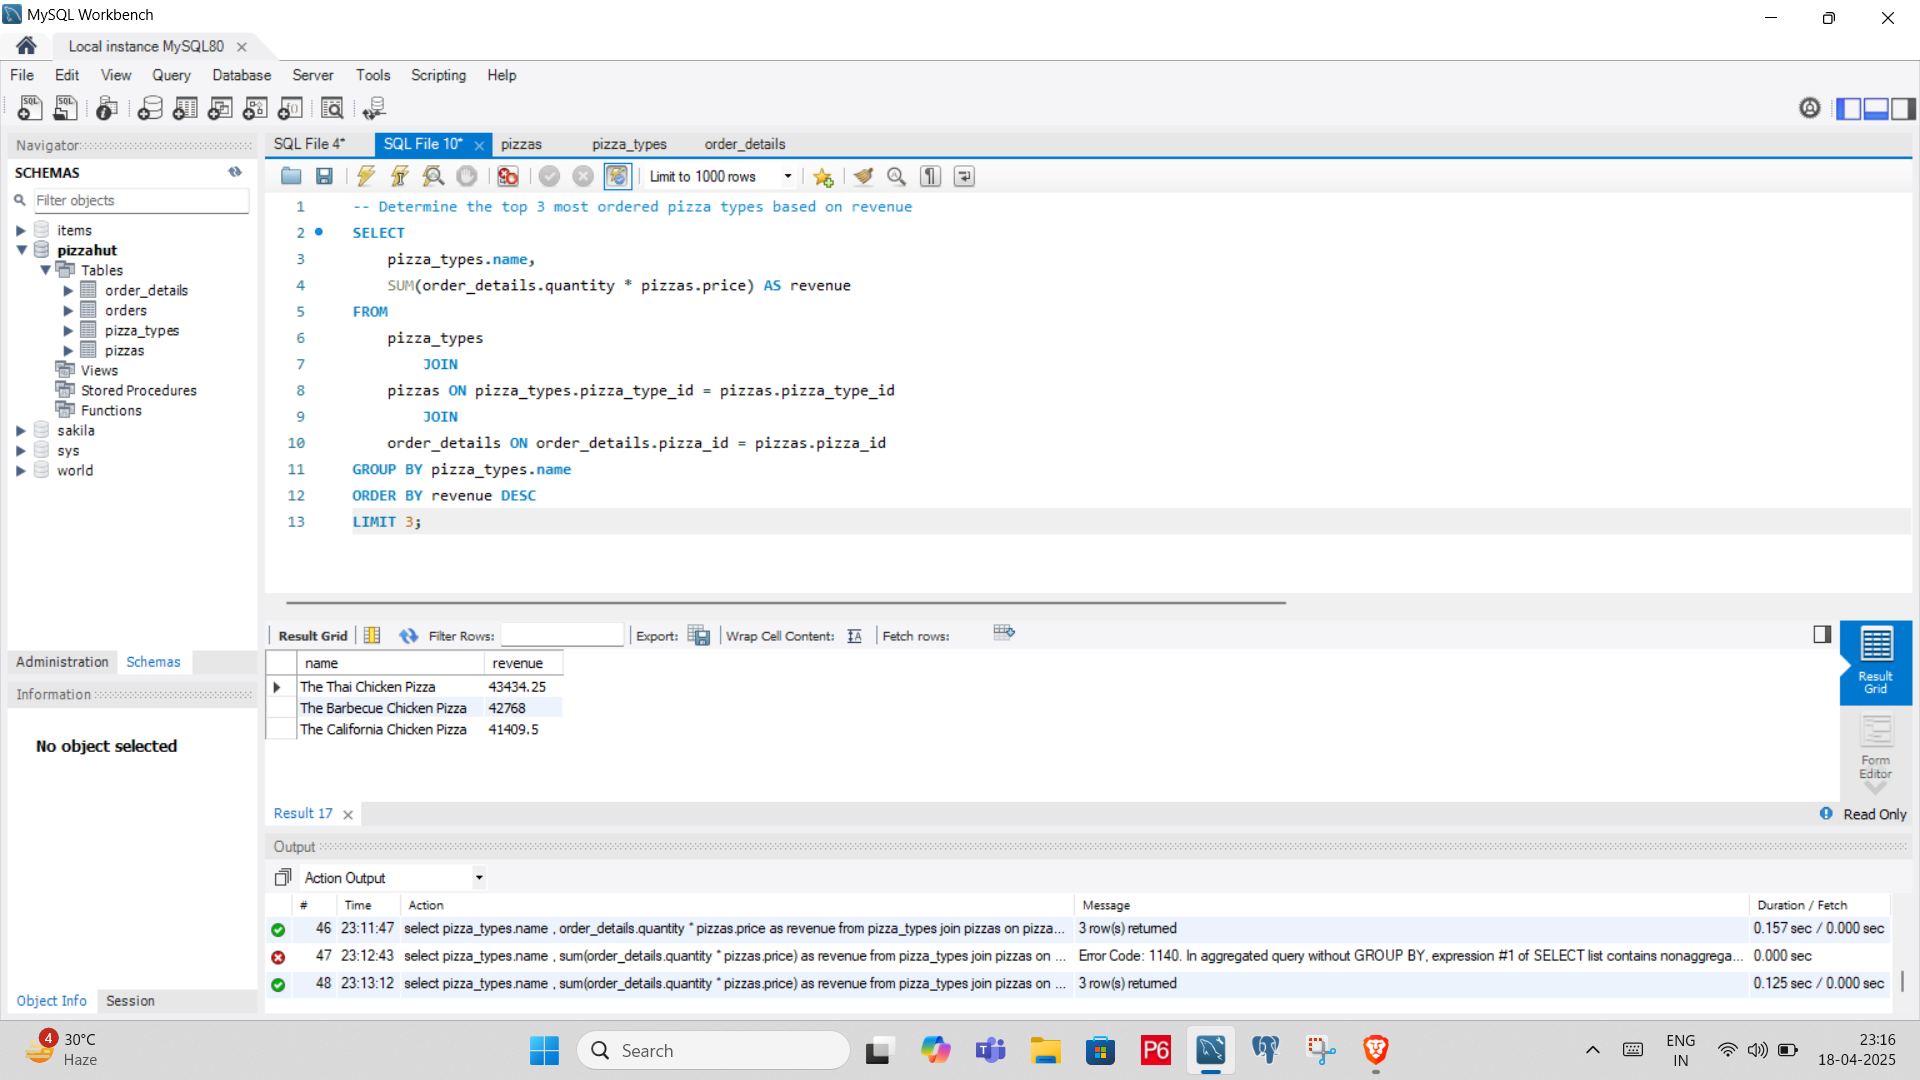 MySQL Workbench
Local instance MySQL80
File Edit View Query Database Server Tools Scripting Help
Navigator
SCHEMAS
Filter objects
items
pizzahut
Tables
order_details
orders
pizza_types
pizzas
Views
Stored Procedures
Functions
sakila
sys
world
Administration Schemas
Information
No object selected
Object Info Session
SQL File 4* SQL File 10* pizzas pizza_types order_details
Limit to 1000 rows
1 -- Determine the top 3 most ordered pizza types based on revenue
2 SELECT
3 pizza_types.name,
4 SUM(order_details.quantity * pizzas.price) AS revenue
5 FROM
6 pizza_types
7 JOIN
8 pizzas ON pizza_types.pizza_type_id = pizzas.pizza_type_id
9 JOIN
10 order_details ON order_details.pizza_id = pizzas.pizza_id
11 GROUP BY pizza_types.name
12 ORDER BY revenue DESC
13 LIMIT 3;
Result Grid Filter Rows: Export: Wrap Cell Content: Fetch rows:
name revenue
The Thai Chicken Pizza 43434.25
The Barbecue Chicken Pizza 42768
The California Chicken Pizza 41409.5
Result Grid
Form Editor
Result 17 Read Only
Output
Action Output
# Time Action Message Duration / Fetch
46 23:11:47 select pizza_types.name , order_details.quantity * pizzas.price as revenue from pizza_types join pizzas on pizza... 3 row(s) returned 0.157 sec / 0.000 sec
47 23:12:43 select pizza_types.name , sum(order_details.quantity * pizzas.price) as revenue from pizza_types join pizzas on ... Error Code: 1140. In aggregated query without GROUP BY, expression #1 of SELECT list contains nonaggrega... 0.000 sec
48 23:13:12 select pizza_types.name , sum(order_details.quantity * pizzas.price) as revenue from pizza_types join pizzas on ... 3 row(s) returned 0.125 sec / 0.000 sec
4 30°C
Haze
Search
P6
ENG
IN
23:16
18-04-2025